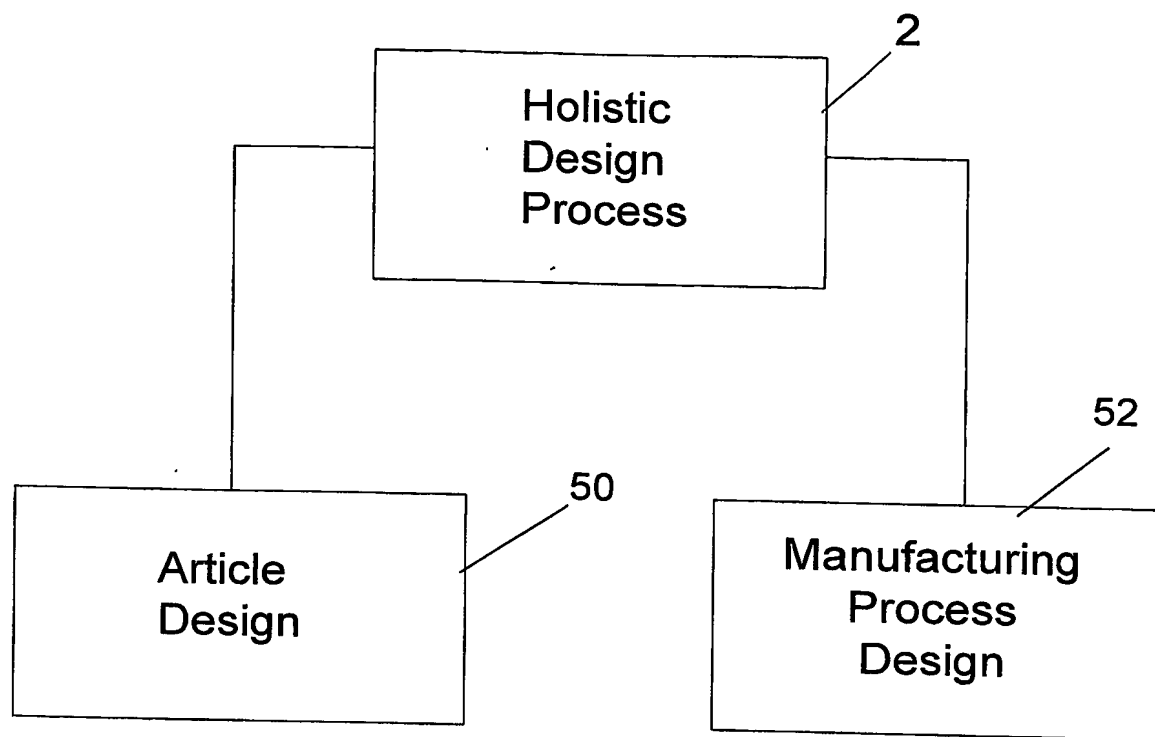 2
Holistic
Design
Process
52
50
Article
Design
Manufacturing
Process
Design